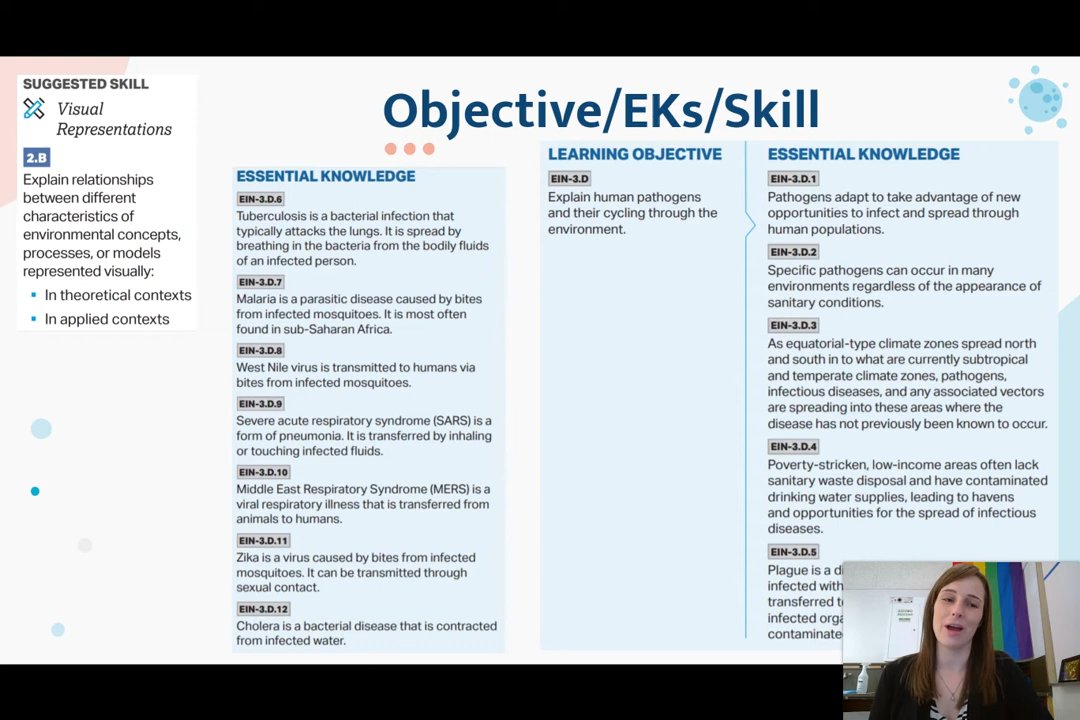 SUGGESTED SKILL
Visual
Representations
2.B
Explain relationships
between different
characteristics of
environmental concepts,
processes, or models
represented visually:
In theoretical contexts
In applied contexts
Objective/EKs/Skill
ESSENTIAL KNOWLEDGE
EIN-3.D.6
Tuberculosis is a bacterial infection that
typically attacks the lungs. It is spread by
breathing in the bacteria from the bodily fluids
of an infected person.
EIN-3.D.7
Malaria is a parasitic disease caused by bites
from infected mosquitoes. It is most often
found in sub-Saharan Africa.
EIN-3.D.8
West Nile virus is transmitted to humans via
bites from infected mosquitoes.
EIN-3.D.9
Severe acute respiratory syndrome (SARS) is a
form of pneumonia. It is transferred by inhaling
or touching infected fluids.
EIN-3.D.10
Middle East Respiratory Syndrome (MERS) is a
viral respiratory illness that is transferred from
animals to humans.
EIN-3.D.11
Zika is a virus caused by bites from infected
mosquitoes. It can be transmitted through
sexual contact.
EIN-3.D.12
Cholera is a bacterial disease that is contracted
from infected water.
LEARNING OBJECTIVE
EIN-3.D
Explain human pathogens
and their cycling through the
environment.
ESSENTIAL KNOWLEDGE
EIN-3.D.1
Pathogens adapt to take advantage of new
opportunities to infect and spread through
human populations.
EIN-3.D.2
Specific pathogens can occur in many
environments regardless of the appearance of
sanitary conditions.
EIN-3.D.3
As equatorial-type climate zones spread north
and south in to what are currently subtropical
and temperate climate zones, pathogens,
infectious diseases, and any associated vectors
are spreading into these areas where the
disease has not previously been known to occur.
EIN-3.D.4
Poverty-stricken, low-income areas often lack
sanitary waste disposal and have contaminated
drinking water supplies, leading to havens
and opportunities for the spread of infectious
diseases.
EIN-3.D.5
Plague is a
infected with
transferred
infected